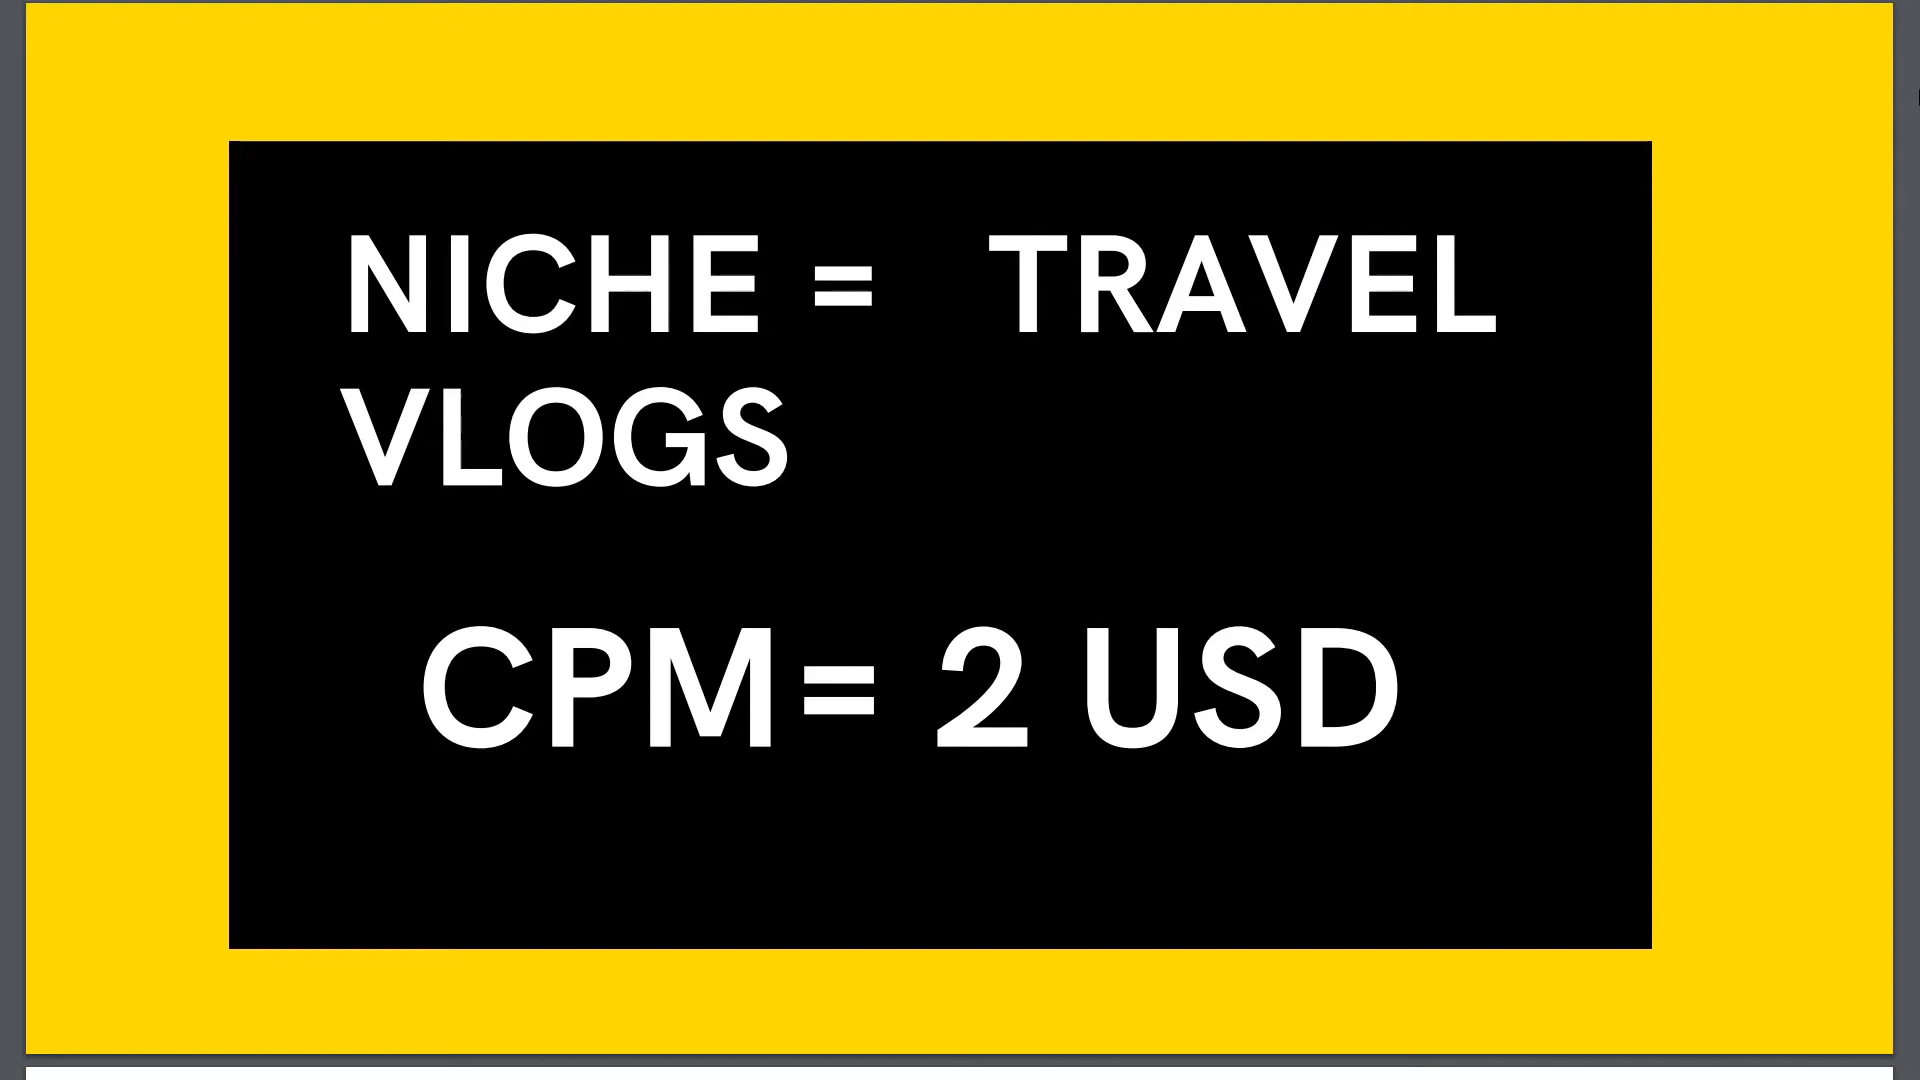 NICHE = TRAVEL
VLOGS
CPM= 2 USD